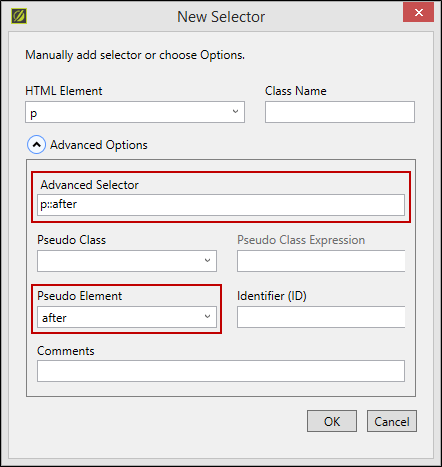 New Selector
Manually add selector or choose Options.
HTML Element Class Name
p
Advanced Options
Advanced Selector
p::after
Pseudo Class Pseudo Class Expression
Pseudo Element Identifier (ID)
after
Comments
OK Cancel